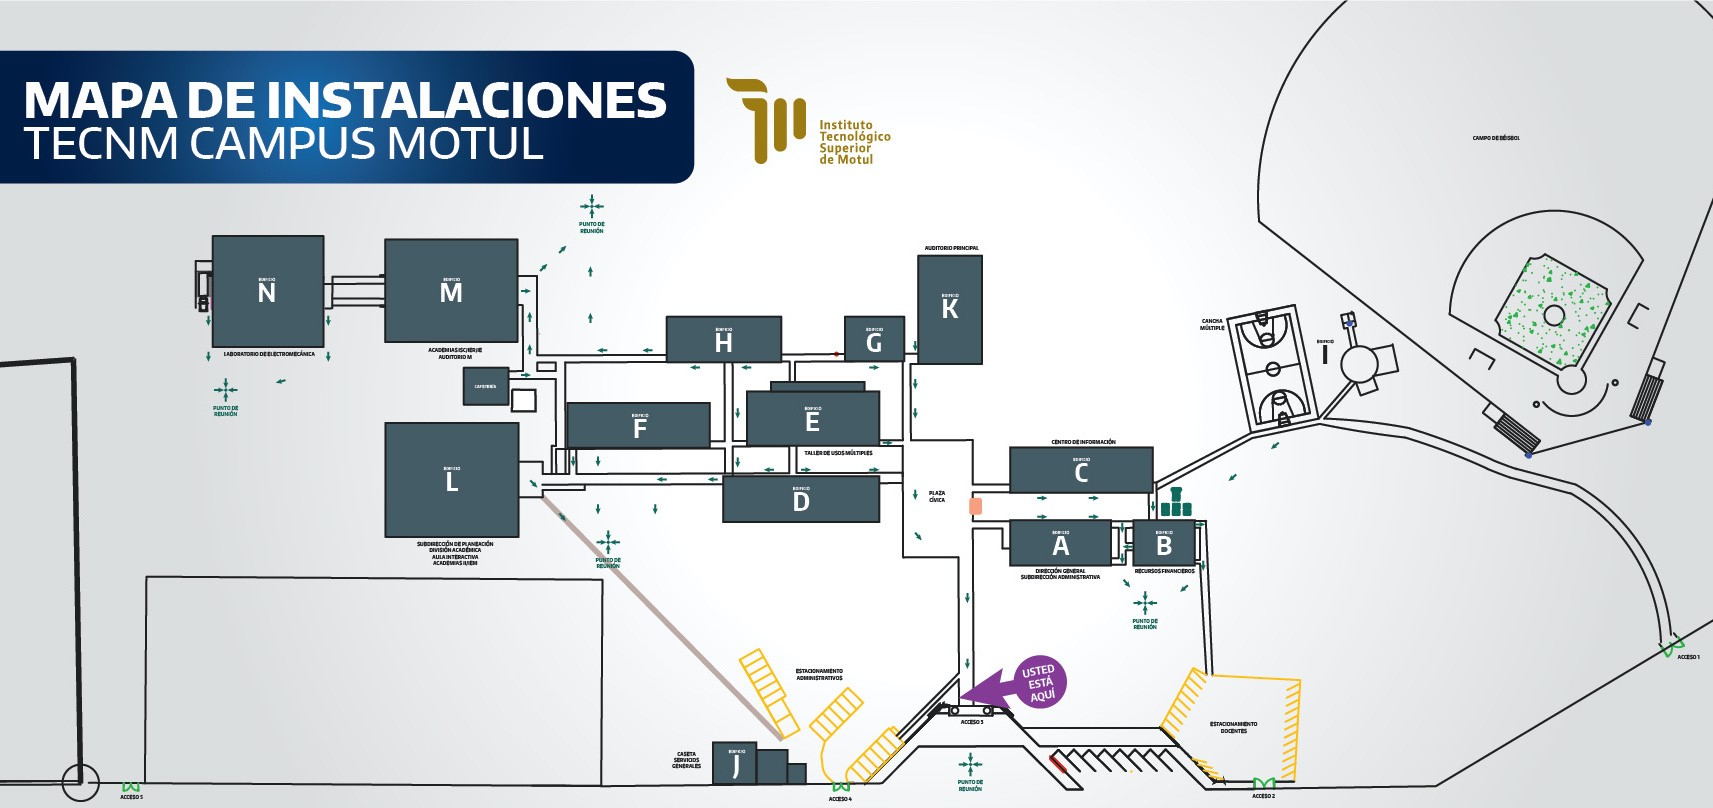 MAPA DE INSTALACIONES
TECNM CAMPUS MOTUL
Instituto
Tecnológico
Superior
de Motul
CAMPO DE BÉISBOL
PUNTO DE
REUNIÓN
EDIFICIO
N
LABORATORIO DE ELECTROMECÁNICA
PUNTO DE
REUNIÓN
EDIFICIO
M
ACADEMIAS ISC/IER/IE
AUDITORIO M
CAFETERÍA
EDIFICIO
L
SUBDIRECCIÓN DE PLANEACIÓN
DIVISIÓN ACADÉMICA
AULA INTERACTIVA
ACADEMIAS II/IEM
EDIFICIO
H
EDIFICIO
G
AUDITORIO PRINCIPAL
EDIFICIO
K
EDIFICIO
F
EDIFICIO
E
TALLER DE USOS MÚLTIPLES
EDIFICIO
D
PUNTO DE
REUNIÓN
PLAZA
CÍVICA
CENTRO DE INFORMACIÓN
EDIFICIO
C
EDIFICIO
A
DIRECCIÓN GENERAL
SUBDIRECCIÓN ADMINISTRATIVA
EDIFICIO
B
RECURSOS FINANCIEROS
PUNTO DE
REUNIÓN
CANCHA
MÚLTIPLE
EDIFICIO
I
ACCESO 1
USTED
ESTÁ
AQUÍ
ACCESO 3
PUNTO DE
REUNIÓN
ESTACIONAMIENTO
ADMINISTRATIVOS
ESTACIONAMIENTO
DOCENTES
CASETA
SERVICIOS
GENERALES
EDIFICIO
J
ACCESO 5
ACCESO 4
ACCESO 2